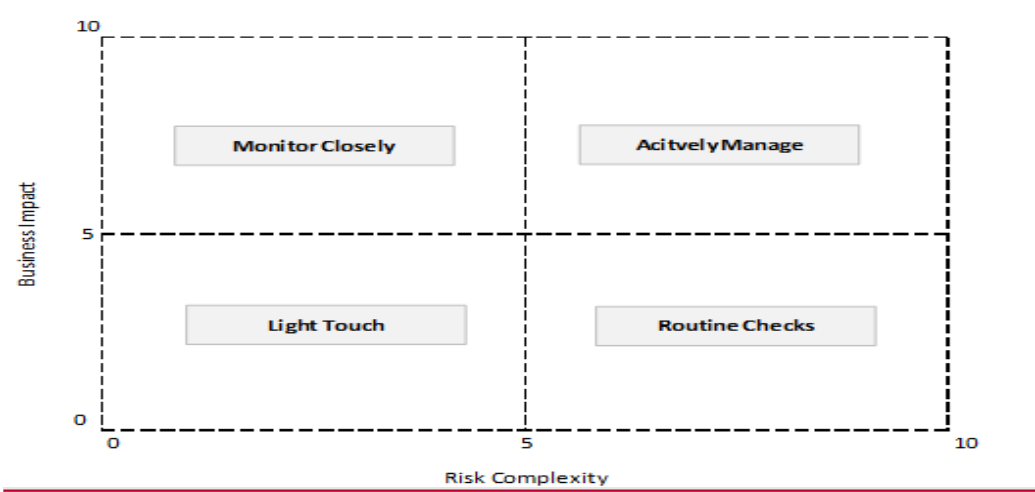 10
Monitor Closely
Acitvely Manage
Business Impact
5
Light Touch
Routine Checks
0
0
5
10
Risk Complexity